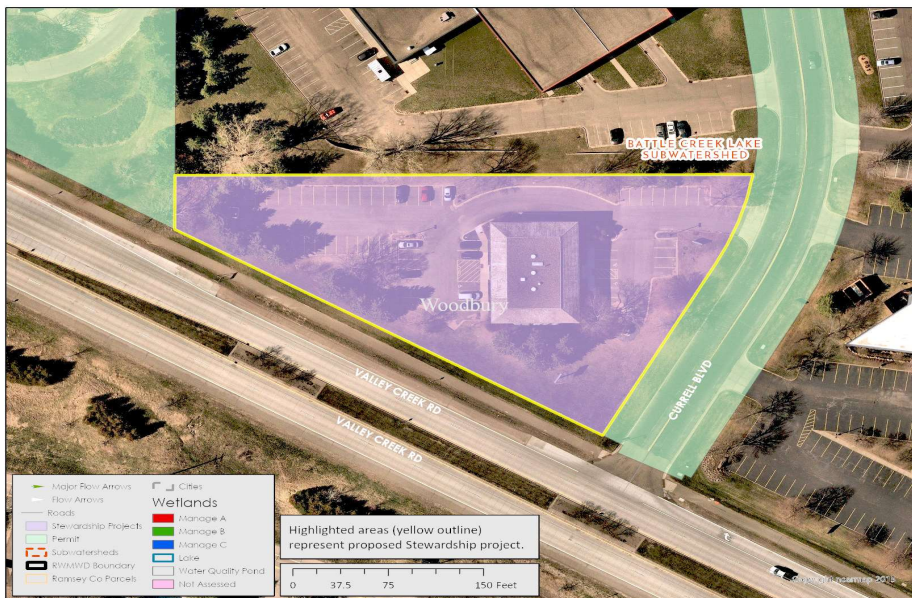 BATTLE CREEK LAKE
SUBWATERSHED
Woodbury
VALLEY CREEK RD
VALLEY CREEK RD
CURRELL BLVD
Major Flow Arrows
Flow Arrows
Roads
Stewardship Projects
Permit
Subwatersheds
RWMWD Boundary
Ramsey Co Parcels
Cities
Wetlands
Manage A
Manage B
Manage C
Lake
Water Quality Pond
Not Assessed
Highlighted areas (yellow outline)
represent proposed Stewardship project.
0 37.5 75 150 Feet